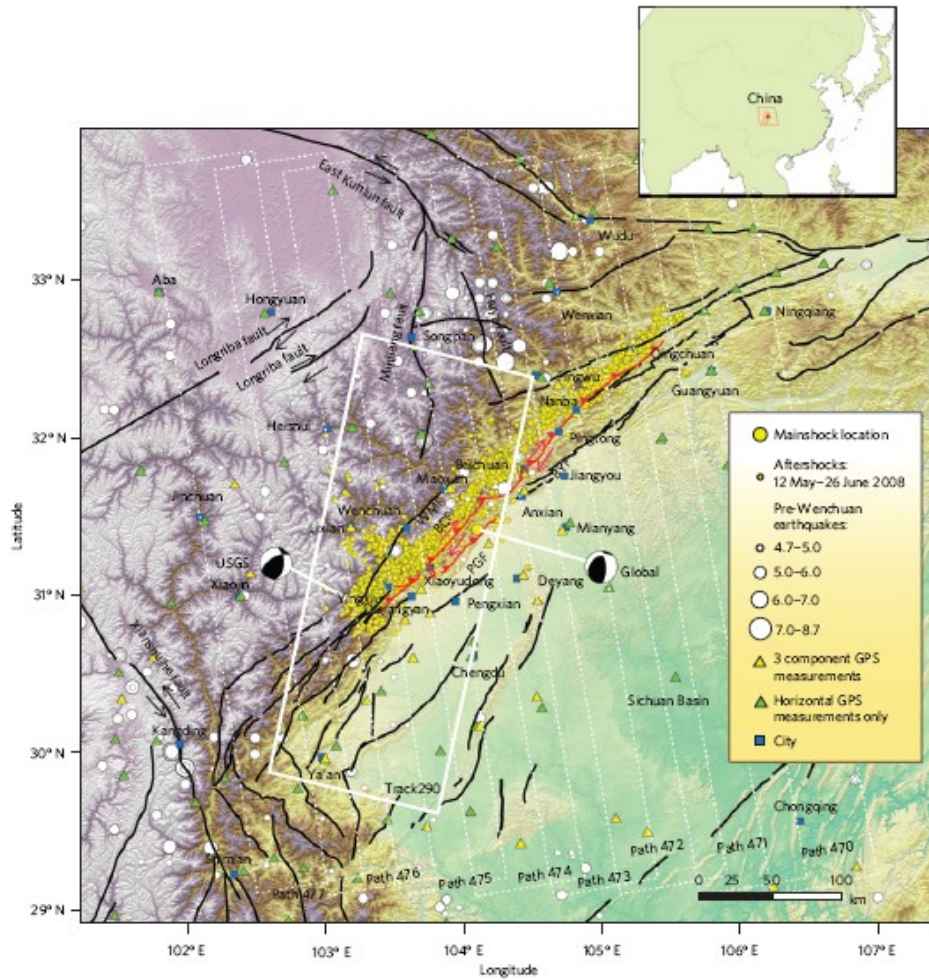 China
East Kunlun fault
Wudu
33° N
Aba
Hongyuan
Longriba fault
Longriba fault
Minjiang fault
Songpan
Wenxian
Ningqiang
Guangyuan
Nanba
32° N
Heishui
Pingtong
Beichuan
Maoxian
Jiangyou
Jinchuan
Wenchuan
Anxian
Mianyang
Latitude
USGS
Xiaojin
PGF
Xiaoyudong
Deyang
Global
31° N
Pengxian
Chengdu
Sichuan Basin
Kangding
30° N
Ya'an
Track290
Chongqing
Path 477
Path 476
Path 475
Path 474
Path 473
Path 472
Path 471
Path 470
0 25 50 100
km
29° N
102° E 103° E 104° E 105° E 106° E 107° E
Longitude
Mainshock location
Aftershocks:
12 May–26 June 2008
Pre-Wenchuan
earthquakes:
4.7–5.0
5.0–6.0
6.0–7.0
7.0–8.7
3 component GPS
measurements
Horizontal GPS
measurements only
City